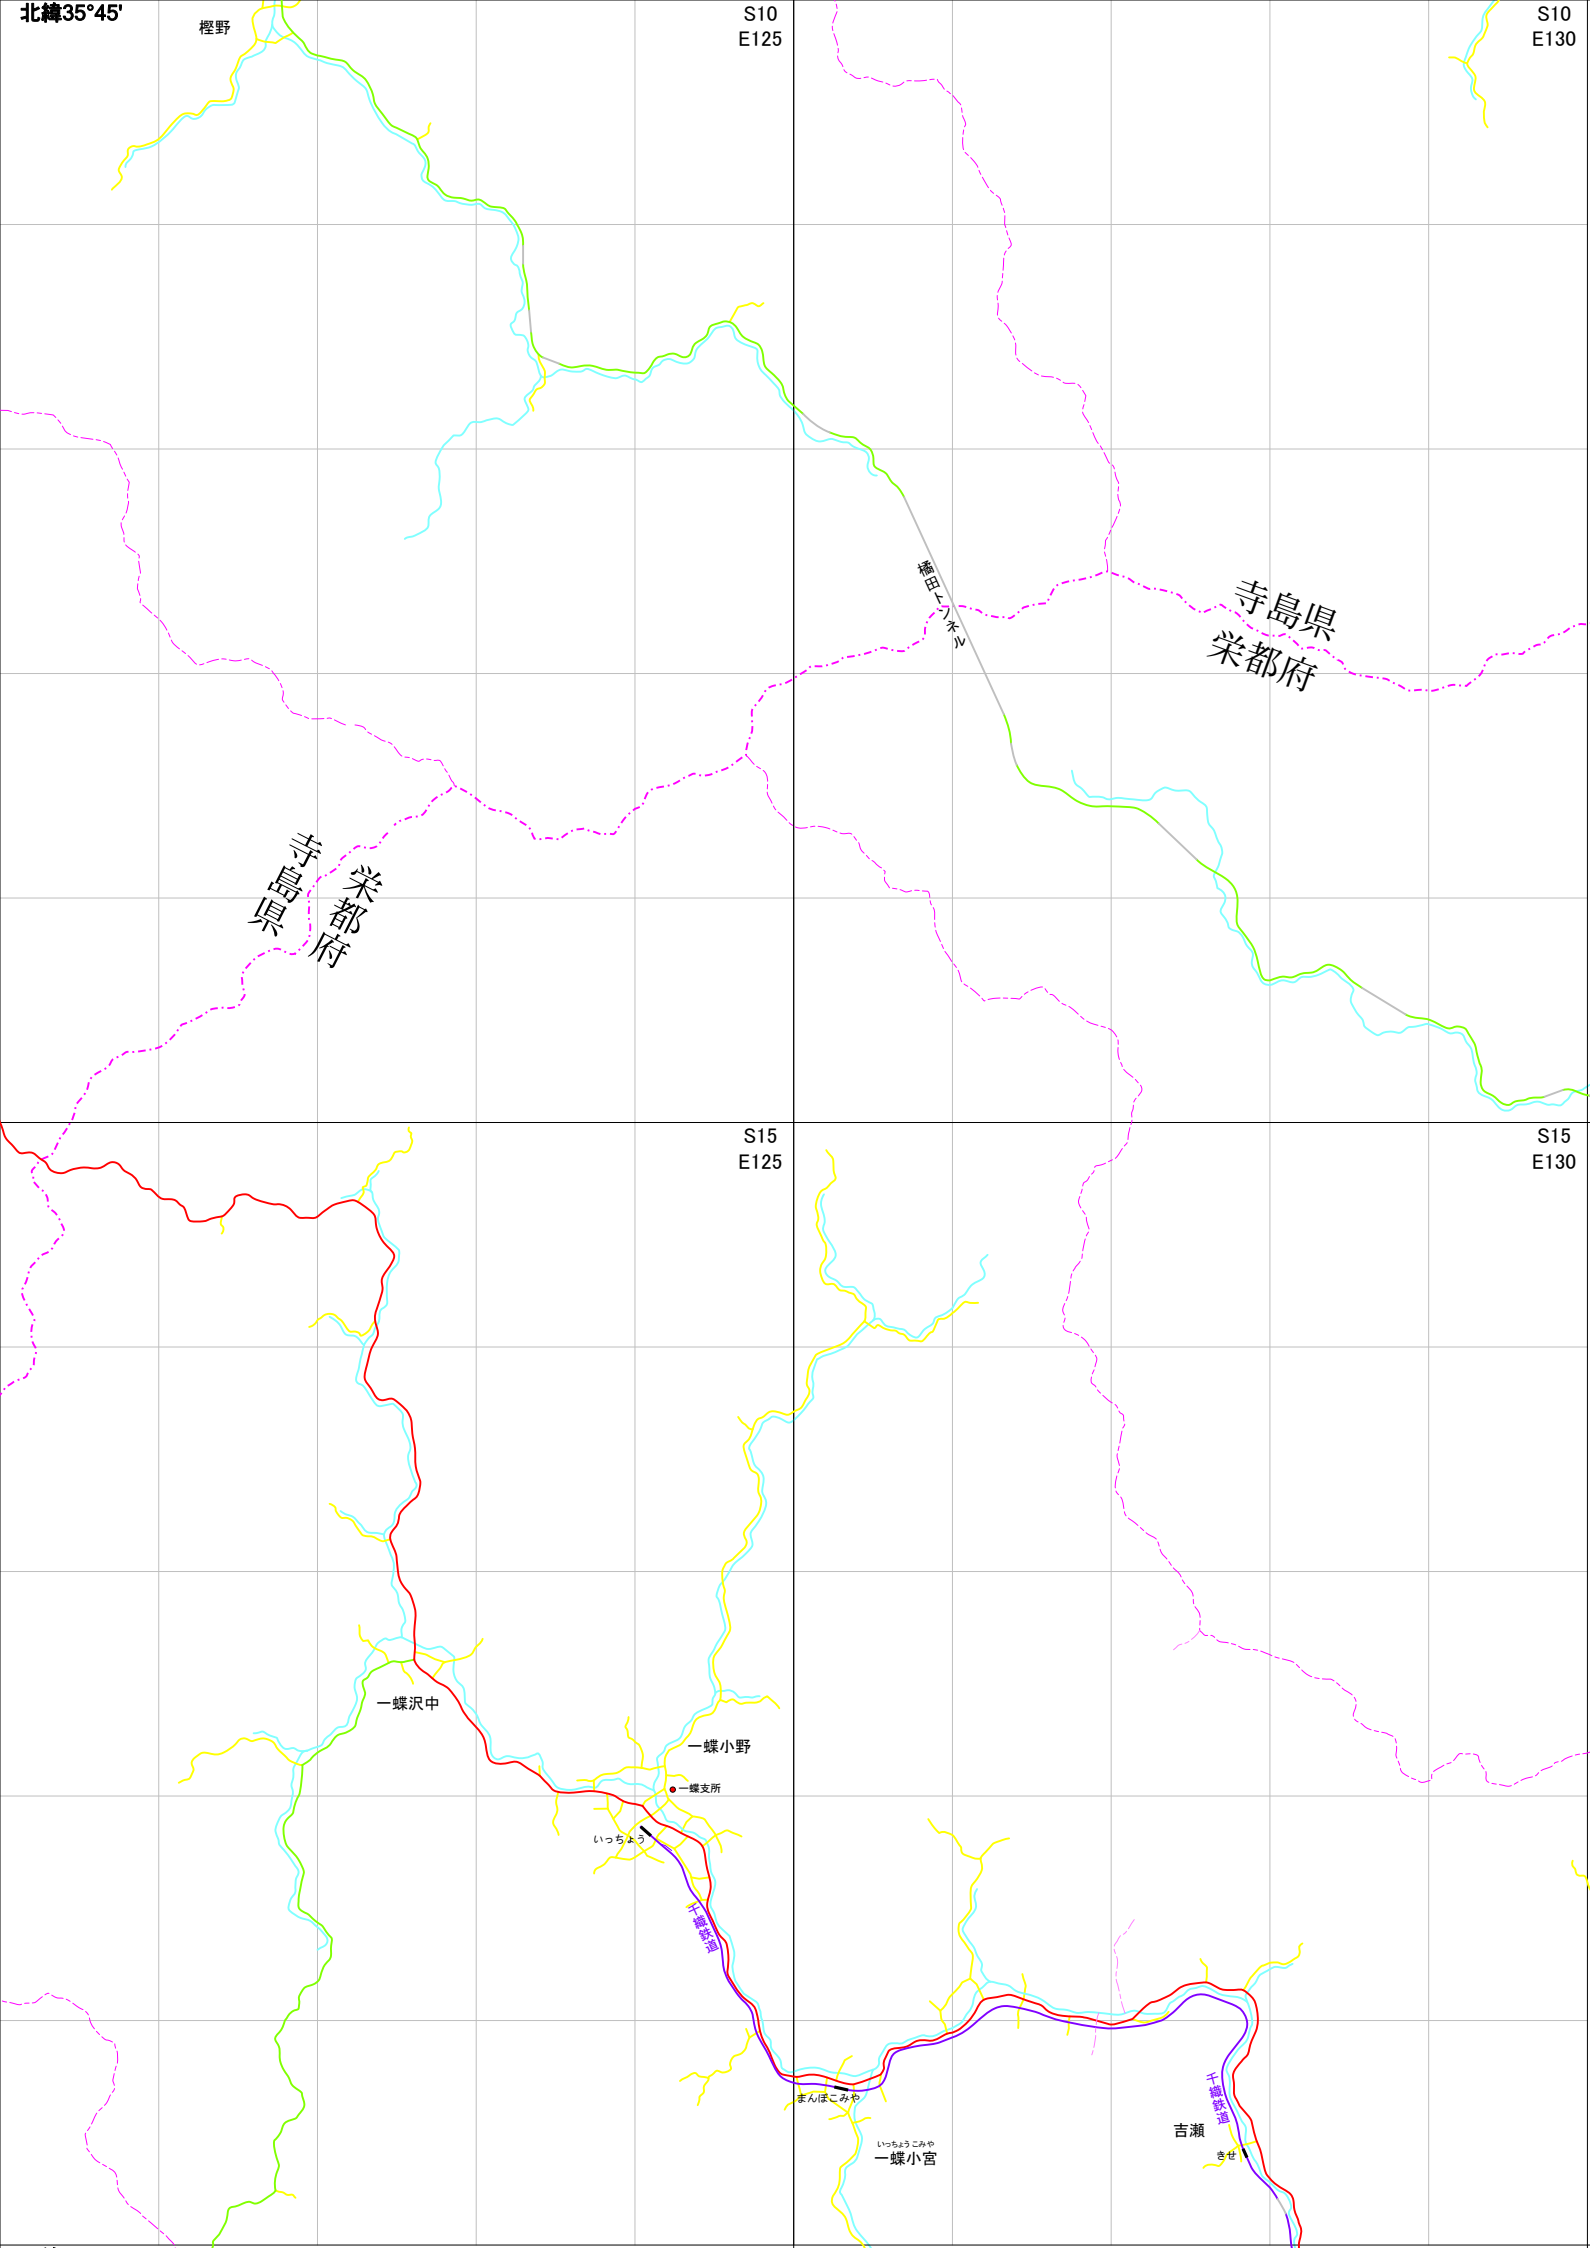 北緯35°45'
樫野
S10
E125
S10
E130
橘田トンネル
寺島県
栄都府
寺島県
栄都府
S15
E125
S15
E130
一蝶沢中
一蝶小野
一蝶支所
いっちょう
千織鉄道
まんぼこみや
いっちょうこみや
一蝶小宮
千織鉄道
吉瀬
きせ